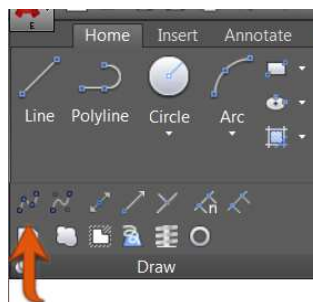 E
Home Insert Annotate
Line Polyline Circle Arc
n
Draw